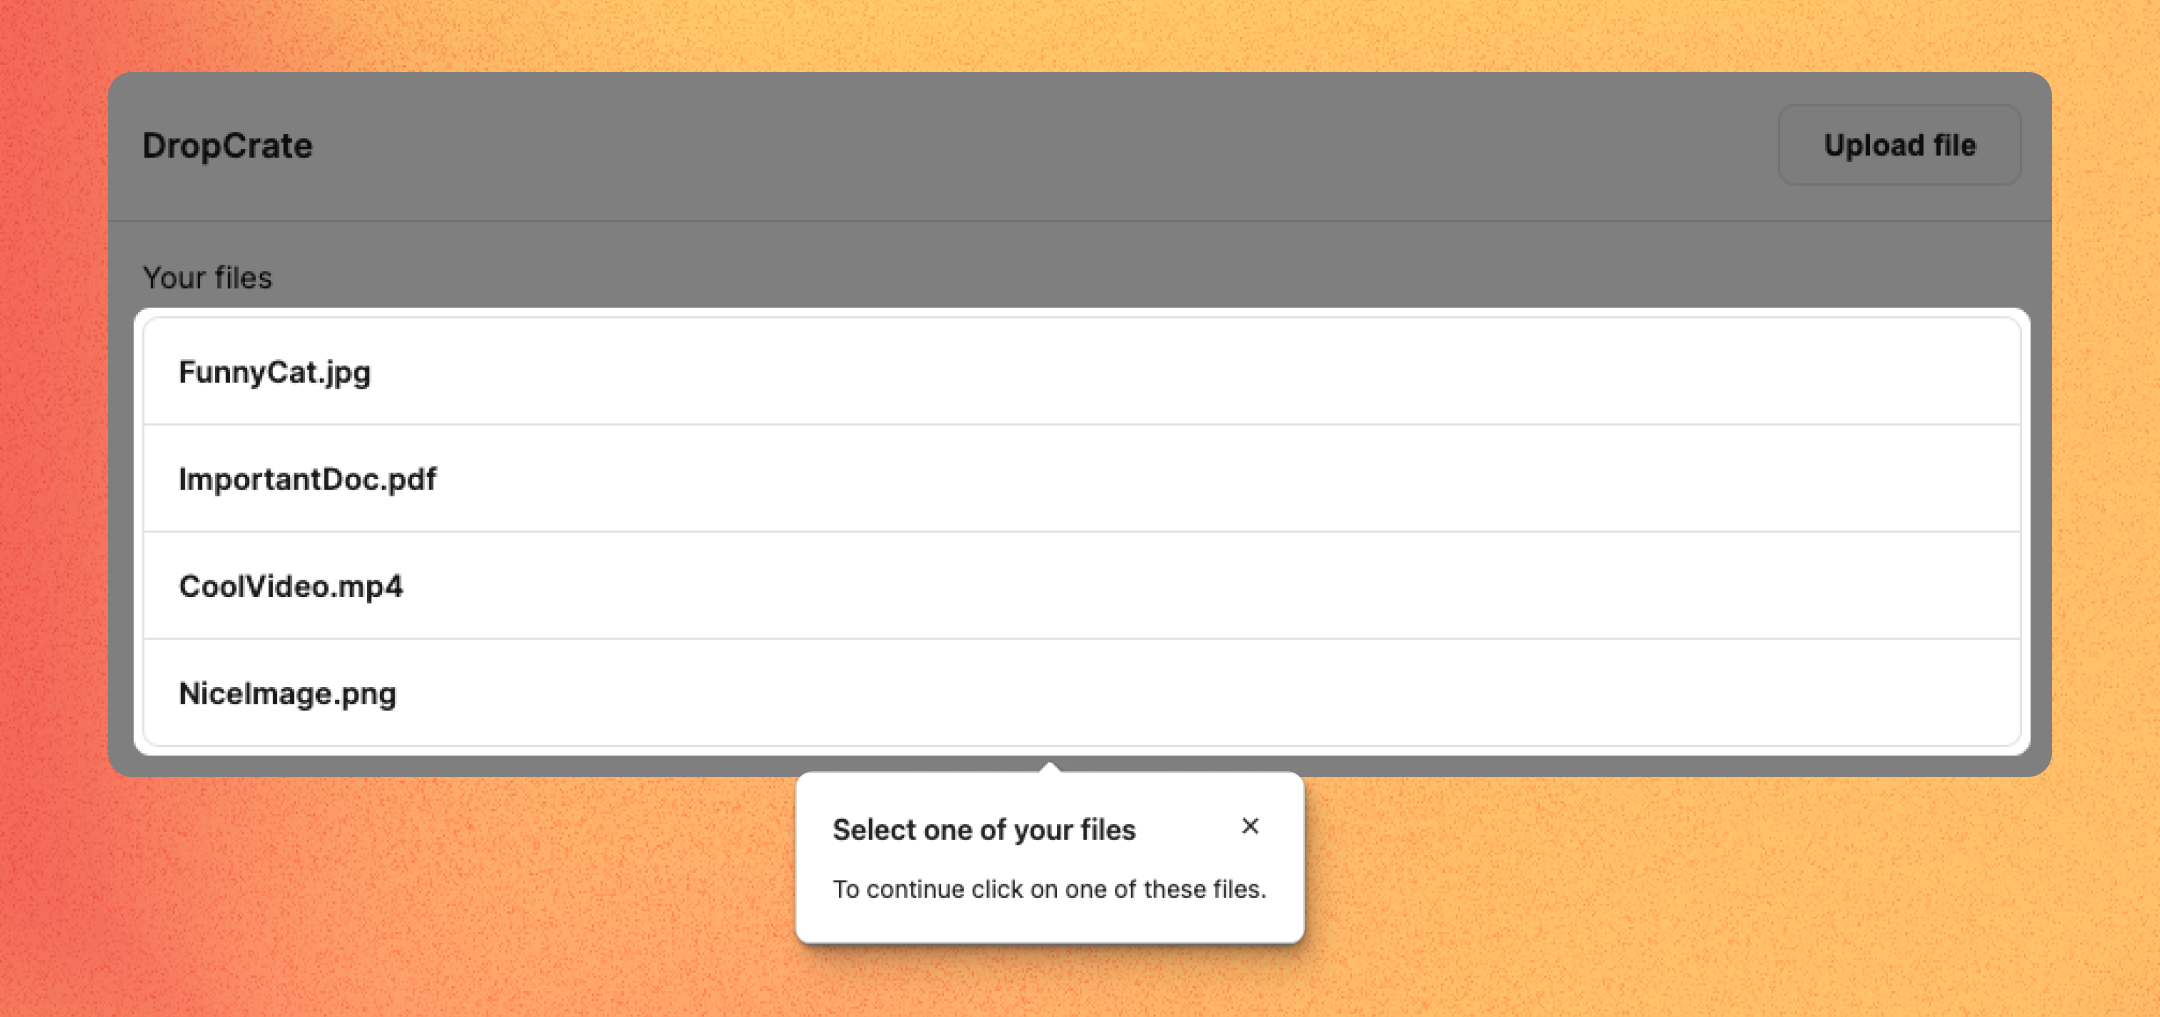 DropCrate
Upload file
Your files
FunnyCat.jpg
ImportantDoc.pdf
CoolVideo.mp4
NiceImage.png
Select one of your files
To continue click on one of these files.